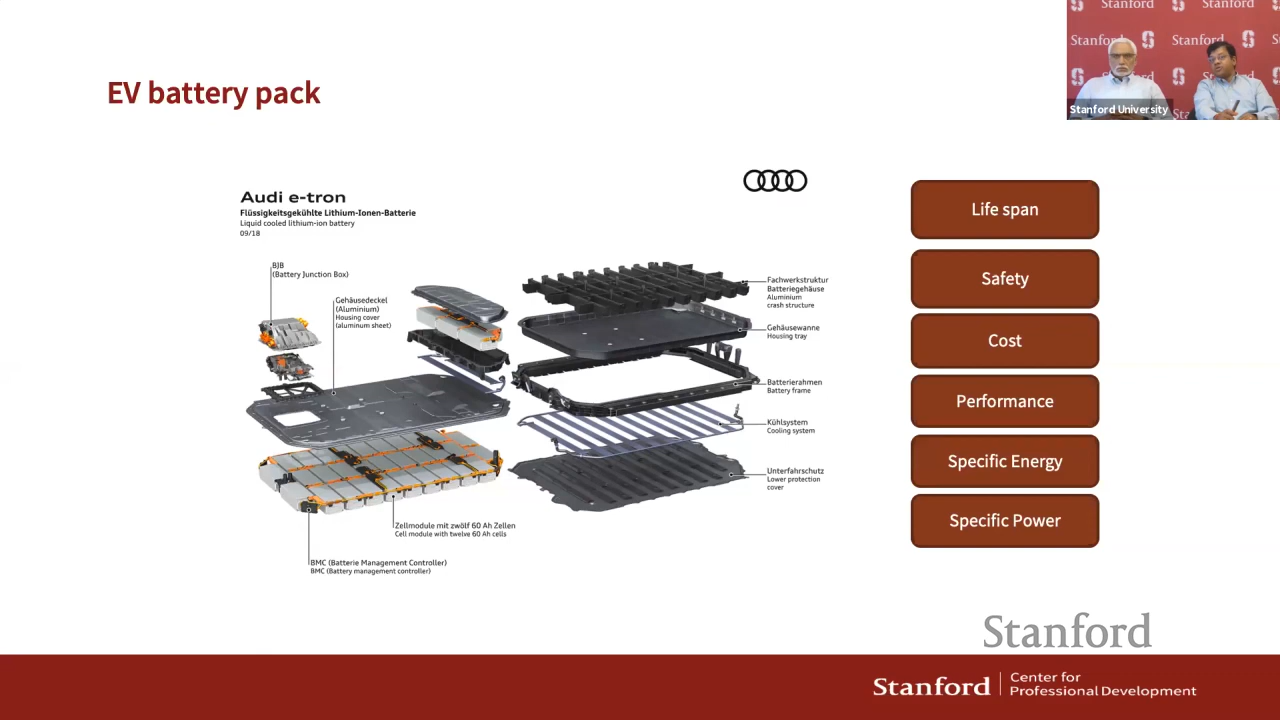 EV battery pack
Stanford
Stanford
Stanford
Stanford
Stanford University
Audi e-tron
Flüssigkeitsgekühlte Lithium-Ionen-Batterie
Liquid cooled lithium-ion battery
09/18
BJB
(Battery Junction Box)
Gehäusedeckel
(Aluminium)
Housing cover
(aluminum sheet)
Zellmodule mit zwölf 60 Ah Zellen
Cell module with twelve 60 Ah cells
BMC (Batterie Management Controller)
BMC (Battery management controller)
Fachwerkstruktur
Batteriegehäuse
Aluminium
crash structure
Gehäusewanne
Housing tray
Batterierahmen
Battery frame
Kühlsystem
Cooling system
Unterfahrschutz
Lower protection
cover
Life span
Safety
Cost
Performance
Specific Energy
Specific Power
Stanford
Stanford
Center for
Professional Development